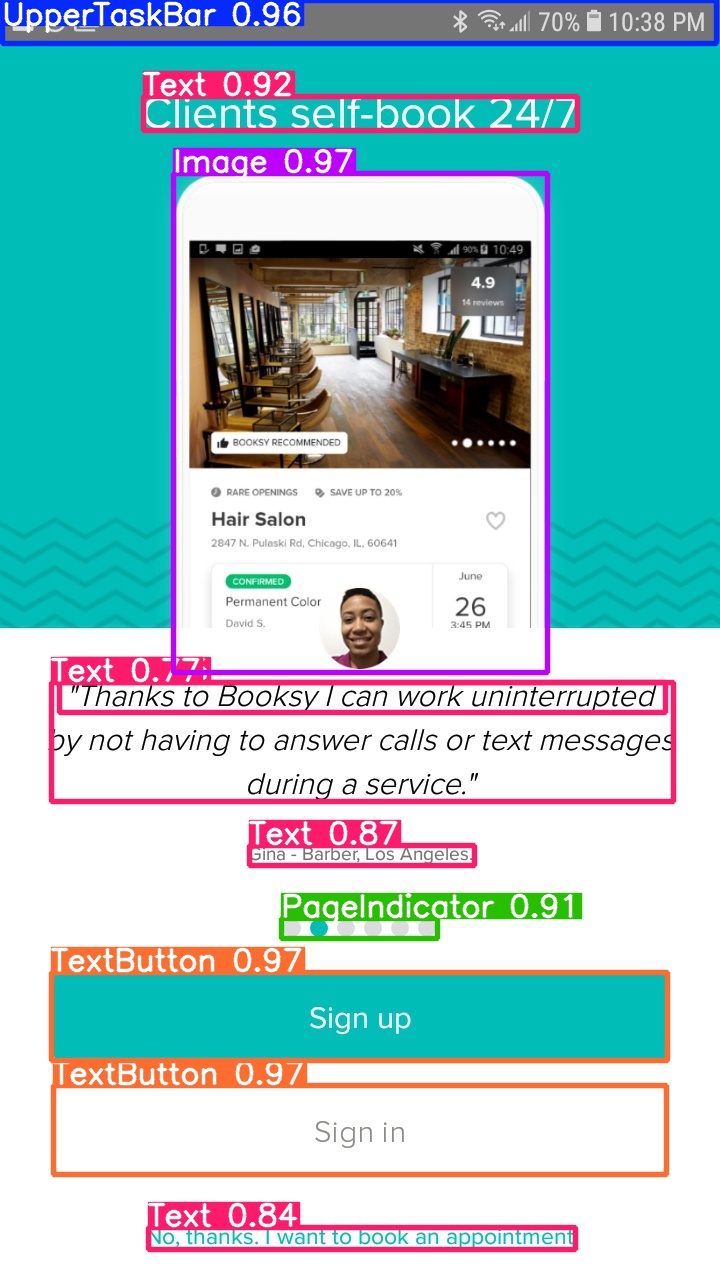 UpperTaskBar 0.96
70% 10:38 PM
Text 0.92
Clients self-book 24/7
Image 0.97
90% 10:49
4.9
14 reviews
BOOKSY RECOMMENDED
RARE OPENINGS SAVE UP TO 20%
Hair Salon
2847 N. Pulaski Rd, Chicago, IL, 60641
CONFIRMED
June
Permanent Color
26
David S.
3:45 PM
Text 0.77
"Thanks to Booksy I can work uninterrupted
by not having to answer calls or text messages
during a service."
Text 0.87
Gina - Barber, Los Angeles.
PageIndicator 0.91
TextButton 0.97
Sign up
TextButton 0.97
Sign in
Text 0.84
No, thanks. I want to book an appointment